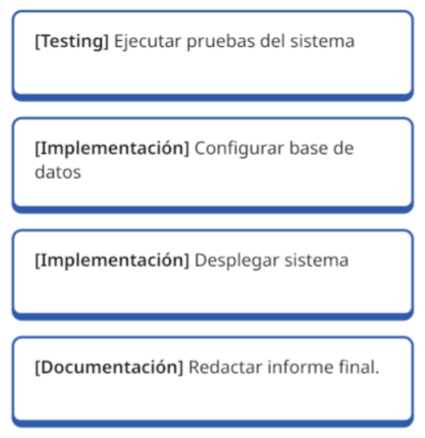 [Testing] Ejecutar pruebas del sistema
[Implementación] Configurar base de
datos
[Implementación] Desplegar sistema
[Documentación] Redactar informe final.